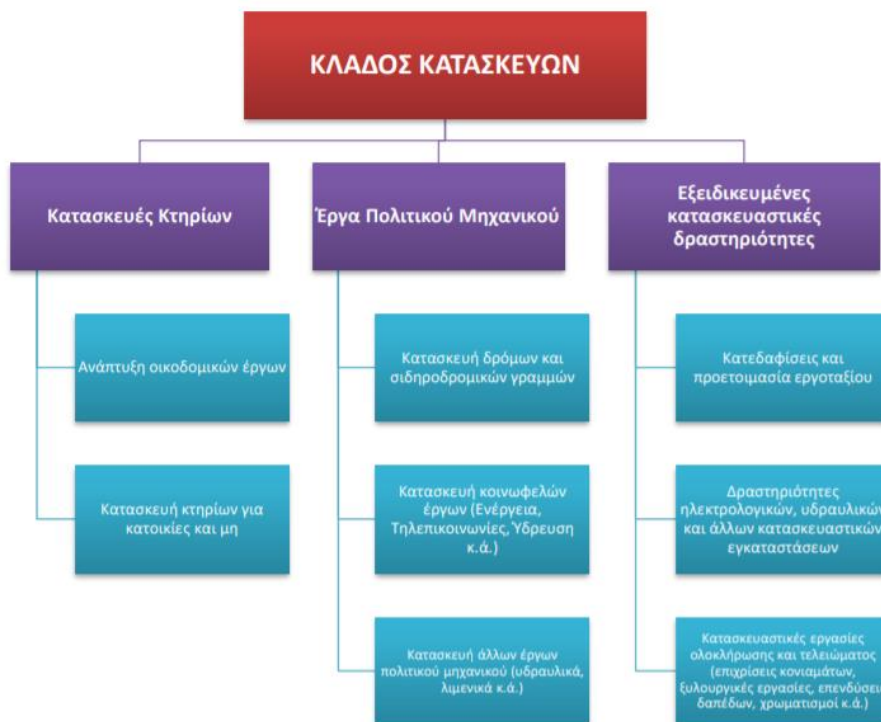 ΚΛΑΔΟΣ ΚΑΤΑΣΚΕΥΩΝ
Κατασκευές Κτηρίων
Ανάπτυξη οικοδομικών έργων
Κατασκευή κτηρίων για
κατοικίες και μη
Έργα Πολιτικού Μηχανικού
Κατασκευή δρόμων και
σιδηροδρομικών γραμμών
Κατασκευή κοινωφελών
έργων (Ενέργεια,
Τηλεπικοινωνίες, Ύδρευση
κ.ά.)
Κατασκευή άλλων έργων
πολιτικού μηχανικού (υδραυλικά,
λιμενικά κ.ά.)
Εξειδικευμένες
κατασκευαστικές
δραστηριότητες
Κατεδαφίσεις και
προετοιμασία εργοταξίου
Δραστηριότητες
ηλεκτρολογικών, υδραυλικών
και άλλων κατασκευαστικών
εγκαταστάσεων
Κατασκευαστικές εργασίες
ολοκλήρωσης και τελειώματος
(επιχρίσεις κονιαμάτων,
ξυλουργικές εργασίες, επενδύσεις
δαπέδων, χρωματισμοί κ.ά.)